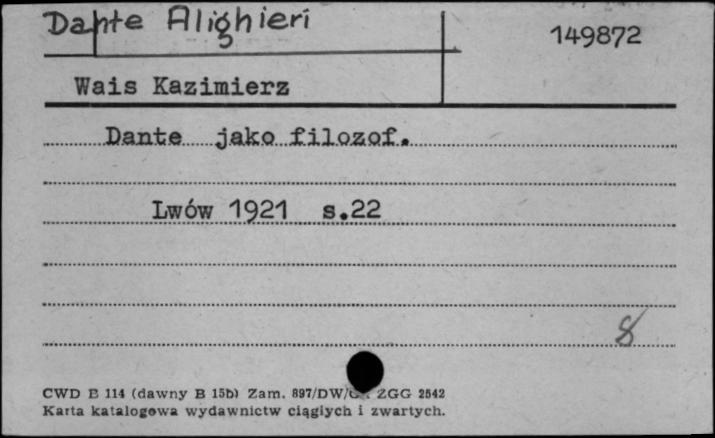 Dante Alighieri
149872
Wais Kazimierz
Dante jako filozof.
Lwów 1921 s.22
8
CWD E 114 (dawny B 15b) Zam. 897/DW/ ZGG 2542
Karta katalogowa wydawnictw ciągłych i zwartych.